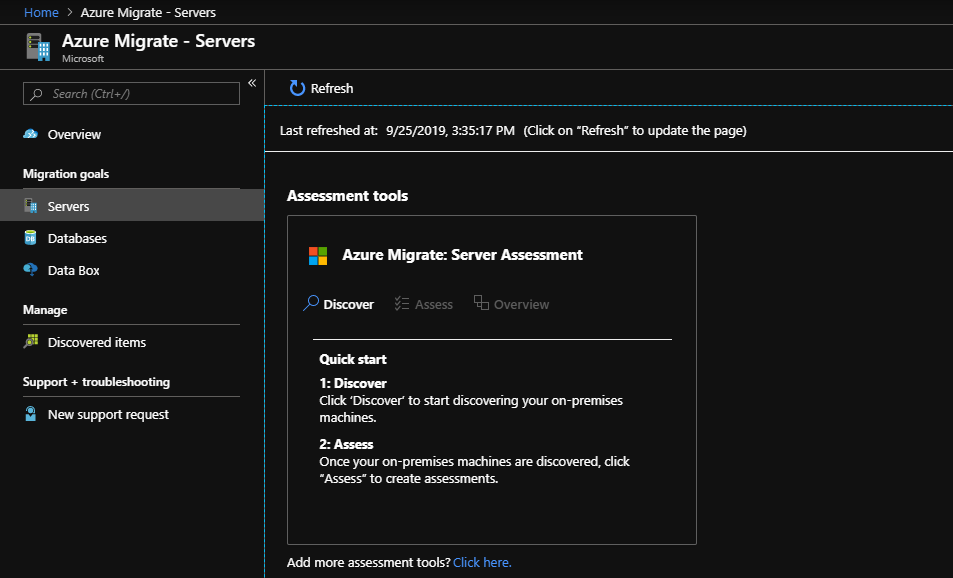 Home > Azure Migrate - Servers
Azure Migrate - Servers
Microsoft
Search (Ctrl+/)
«
Overview
Migration goals
Servers
Databases
Data Box
Manage
Discovered items
Support + troubleshooting
New support request
Refresh
Last refreshed at: 9/25/2019, 3:35:17 PM (Click on "Refresh" to update the page)
Assessment tools
Azure Migrate: Server Assessment
Discover Assess Overview
Quick start
1: Discover
Click 'Discover' to start discovering your on-premises
machines.
2: Assess
Once your on-premises machines are discovered, click
"Assess" to create assessments.
Add more assessment tools? Click here.